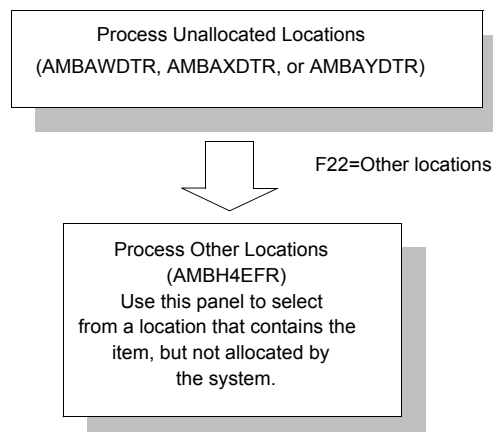 Process Unallocated Locations
(AMBAWDTR, AMBAXDTR, or AMBAYDTR)
F22=Other locations
Process Other Locations
(AMBH4EFR)
Use this panel to select
from a location that contains the
item, but not allocated by
the system.